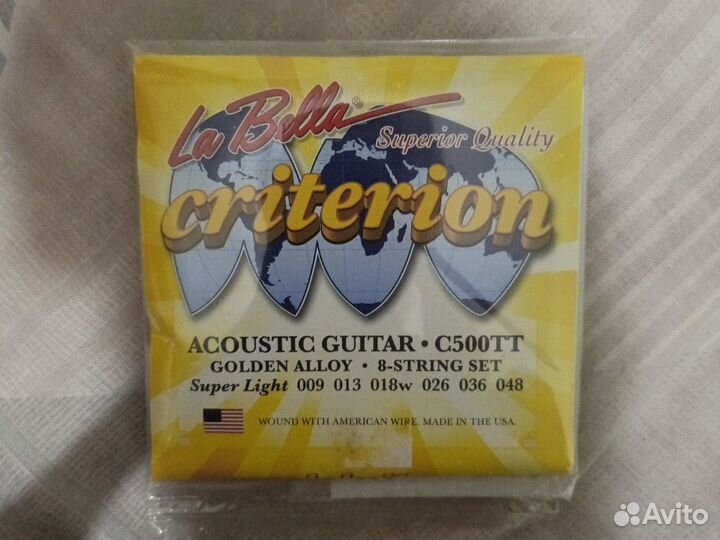 La Bella®
Superior Quality
criterion
ACOUSTIC GUITAR • C500TT
GOLDEN ALLOY • 8-STRING SET
Super Light 009 013 018w 026 036 048
WOUND WITH AMERICAN WIRE. MADE IN THE USA.
Avito